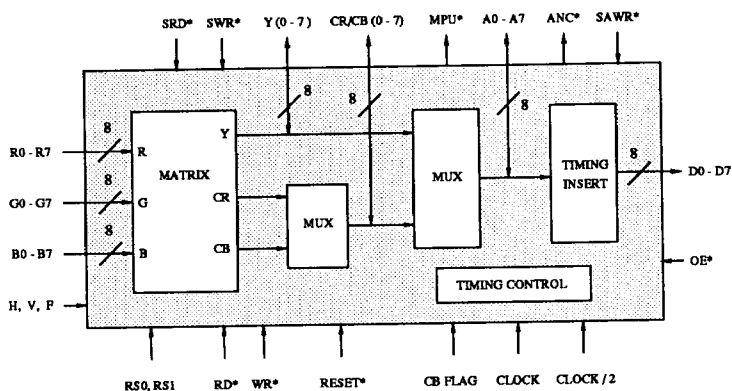 SRD* SWR* Y (0 - 7) CR/CB (0 - 7) MPU* A0 - A7 ANC* SAWR*
8 8 8
R0 - R7 8 R
Y
MATRIX
MUX
TIMING
INSERT
8 D0 - D7
G0 - G7 8 G
CR
MUX
B0 - B7 8 B
CB
OE*
TIMING CONTROL
H, V, F
RS0, RS1 RD* WR* RESET* CB FLAG CLOCK CLOCK / 2